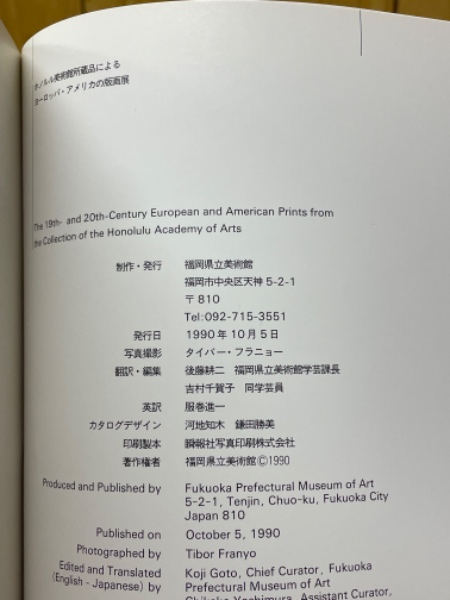 ホノルル美術館所蔵品による
ヨーロッパ・アメリカの版画展
The 19th- and 20th-Century European and American Prints from
the Collection of the Honolulu Academy of Arts
制作・発行 福岡県立美術館
福岡市中央区天神5-2-1
〒810
Tel:092-715-3551
発行日 1990年10月5日
写真撮影 タイバー・フラニョー
翻訳・編集 後藤耕二 福岡県立美術館学芸課長
吉村千賀子 同学芸員
英訳 服巻進一
カタログデザイン 河地知木 鎌田勝美
印刷製本 瞬報社写真印刷株式会社
著作権者 福岡県立美術館©1990
Produced and Published by Fukuoka Prefectural Museum of Art
5-2-1, Tenjin, Chuo-ku, Fukuoka City
Japan 810
Published on October 5, 1990
Photographed by Tibor Franyo
Edited and Translated Koji Goto, Chief Curator, Fukuoka
(English - Japanese) by Prefectural Museum of Art
Chikako Yoshimura, Assistant Curator,